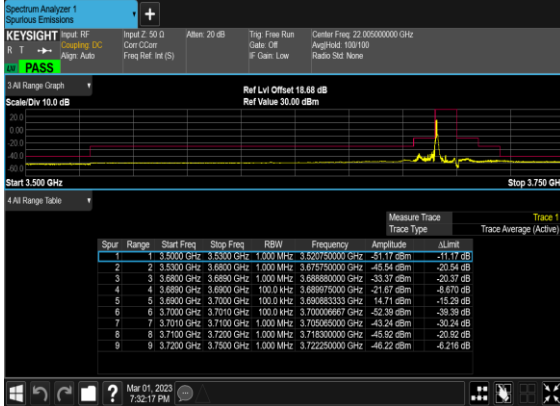 Spectrum Analyzer 1
Spurious Emissions
+
KEYSIGHT Input: RF Input Z: 50 Ω Atten: 20 dB Trig: Free Run Center Freq: 22.005000000 GHz
R T Coupling: DC Corr CCorr Gate: Off Avg|Hold: 100/100
Align: Auto Freq Ref: Int (S) IF Gain: Low Radio Std: None
LXI PASS
3 All Range Graph Ref Lvl Offset 18.68 dB
Scale/Div 10.0 dB Ref Value 30.00 dBm
20.0
0.00
-20.0
-40.0
-60.0
Start 3.500 GHz Stop 3.750 GH
4 All Range Table
Measure Trace Trace 1
Trace Type Trace Average (Active)
Spur Range Start Freq Stop Freq RBW Frequency Amplitude ΔLimit
1 1 3.5000 GHz 3.5300 GHz 1.000 MHz 3.520750000 GHz -51.17 dBm -11.17 dB
2 2 3.5300 GHz 3.6800 GHz 1.000 MHz 3.675750000 GHz -45.54 dBm -20.54 dB
3 3 3.6800 GHz 3.6890 GHz 1.000 MHz 3.688880000 GHz -33.37 dBm -20.37 dB
4 4 3.6890 GHz 3.6900 GHz 100.0 kHz 3.689975000 GHz -21.67 dBm -8.670 dB
5 5 3.6900 GHz 3.7000 GHz 100.0 kHz 3.690883333 GHz 14.71 dBm -15.29 dB
6 6 3.7000 GHz 3.7010 GHz 100.0 kHz 3.700006667 GHz -52.39 dBm -39.39 dB
7 7 3.7010 GHz 3.7100 GHz 1.000 MHz 3.705065000 GHz -43.24 dBm -30.24 dB
8 8 3.7100 GHz 3.7200 GHz 1.000 MHz 3.718300000 GHz -45.92 dBm -20.92 dB
9 9 3.7200 GHz 3.7500 GHz 1.000 MHz 3.722250000 GHz -46.22 dBm -6.216 dB
? Mar 01, 2023
7:32:17 PM